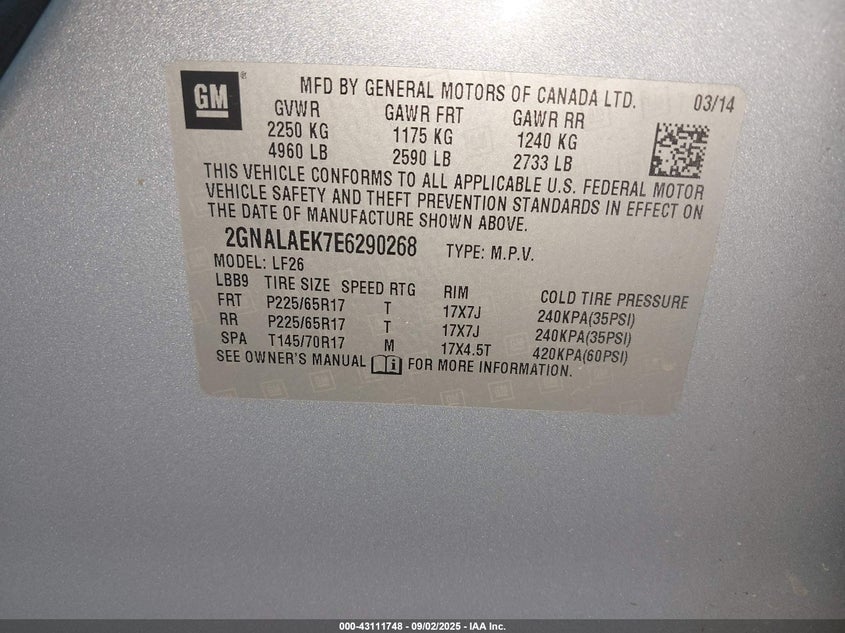 GM
MFD BY GENERAL MOTORS OF CANADA LTD. 03/14
GVWR GAWR FRT GAWR RR
2250 KG 1175 KG 1240 KG
4960 LB 2590 LB 2733 LB
THIS VEHICLE CONFORMS TO ALL APPLICABLE U.S. FEDERAL MOTOR
VEHICLE SAFETY AND THEFT PREVENTION STANDARDS IN EFFECT ON
THE DATE OF MANUFACTURE SHOWN ABOVE.
2GNALAEK7E6290268 TYPE: M.P.V.
MODEL: LF26
LBB9 TIRE SIZE SPEED RTG RIM COLD TIRE PRESSURE
FRT P225/65R17 T 17X7J 240KPA(35PSI)
RR P225/65R17 T 17X7J 240KPA(35PSI)
SPA T145/70R17 M 17X4.5T 420KPA(60PSI)
SEE OWNER'S MANUAL i FOR MORE INFORMATION.
000-43111748 - 09/02/2025 - IAA Inc.